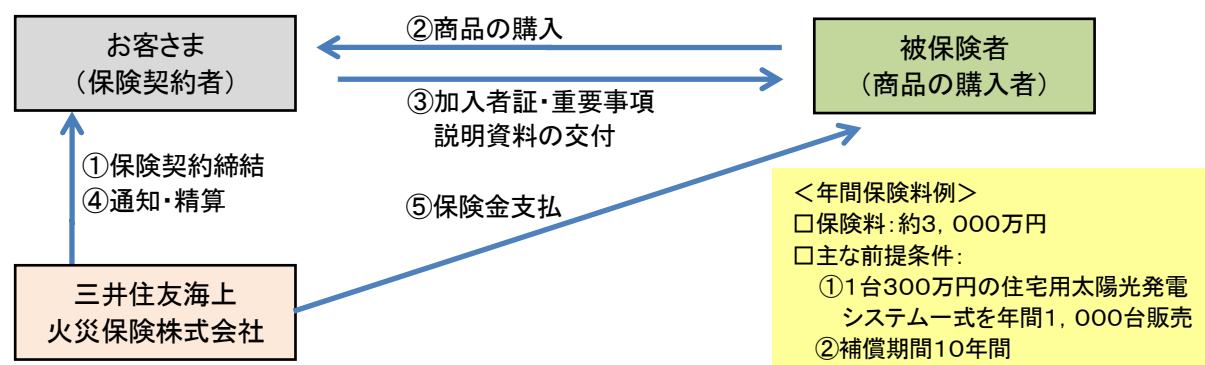 お客さま
（保険契約者）
②商品の購入
被保険者
（商品の購入者）
③加入者証・重要事項
説明資料の交付
①保険契約締結
④通知・精算
⑤保険金支払
三井住友海上
火災保険株式会社
＜年間保険料例＞
□保険料：約３，０００万円
□主な前提条件：
①１台３００万円の住宅用太陽光発電
システム一式を年間１，０００台販売
②補償期間１０年間